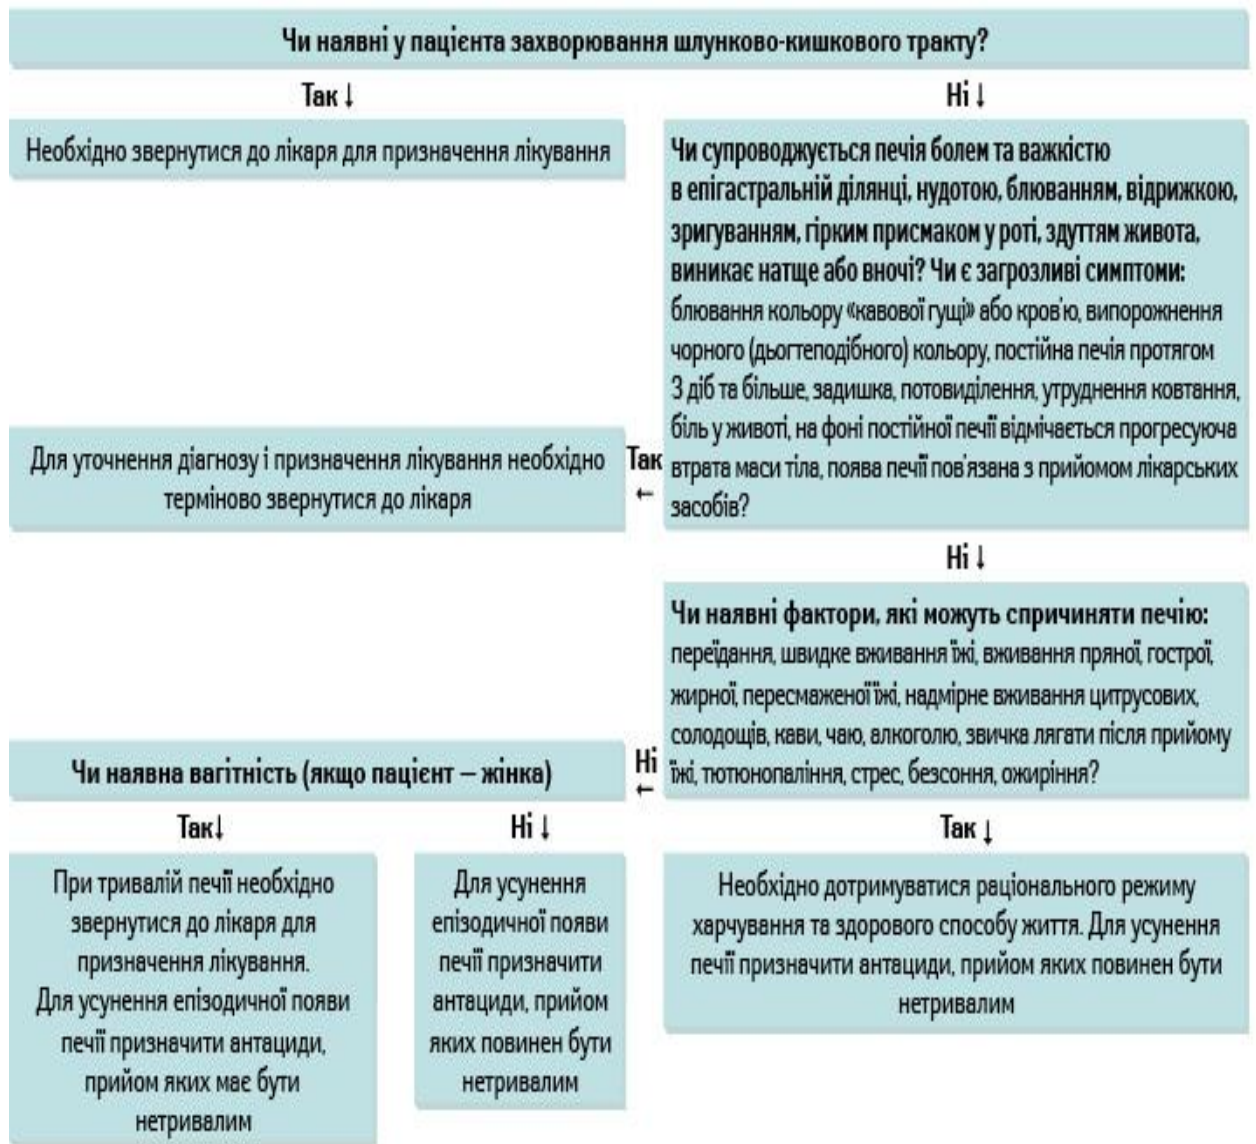 Чи наявні у пацієнта захворювання шлунково-кишкового тракту?
Так ↓
Ні ↓
Необхідно звернутися до лікаря для призначення лікування
Чи супроводжується печія болем та важкістю
в епігастральній ділянці, нудотою, блюванням, відрижкою,
зригуванням, гірким присмаком у роті, здуттям живота,
виникає натще або вночі? Чи є загрозливі симптоми:
блювання кольору «кавової гущі» або кров'ю, випорожнення
чорного (дьогтеподібного) кольору, постійна печія протягом
3 діб та більше, задишка, потовиділення, утруднення ковтання,
біль у животі, на фоні постійної печії відмічається прогресуюча
втрата маси тіла, поява печії пов'язана з прийомом лікарських
засобів?
Так
←
Для уточнення діагнозу і призначення лікування необхідно
терміново звернутися до лікаря
Ні ↓
Чи наявні фактори, які можуть спричиняти печію:
переїдання, швидке вживання їжі, вживання пряної, гострої,
жирної, пересмаженої їжі, надмірне вживання цитрусових,
солодощів, кави, чаю, алкоголю, звичка лягати після прийому
їжі, тютюнопаління, стрес, безсоння, ожиріння?
Ні
←
Чи наявна вагітність (якщо пацієнт – жінка)
Так↓
Ні ↓
Так ↓
При тривалій печії необхідно
звернутися до лікаря для
призначення лікування.
Для усунення епізодичної появи
печії призначити антациди,
прийом яких має бути
нетривалим
Для усунення
епізодичної появи
печії призначити
антациди, прийом
яких повинен бути
нетривалим
Необхідно дотримуватися раціонального режиму
харчування та здорового способу життя. Для усунення
печії призначити антациди, прийом яких повинен бути
нетривалим